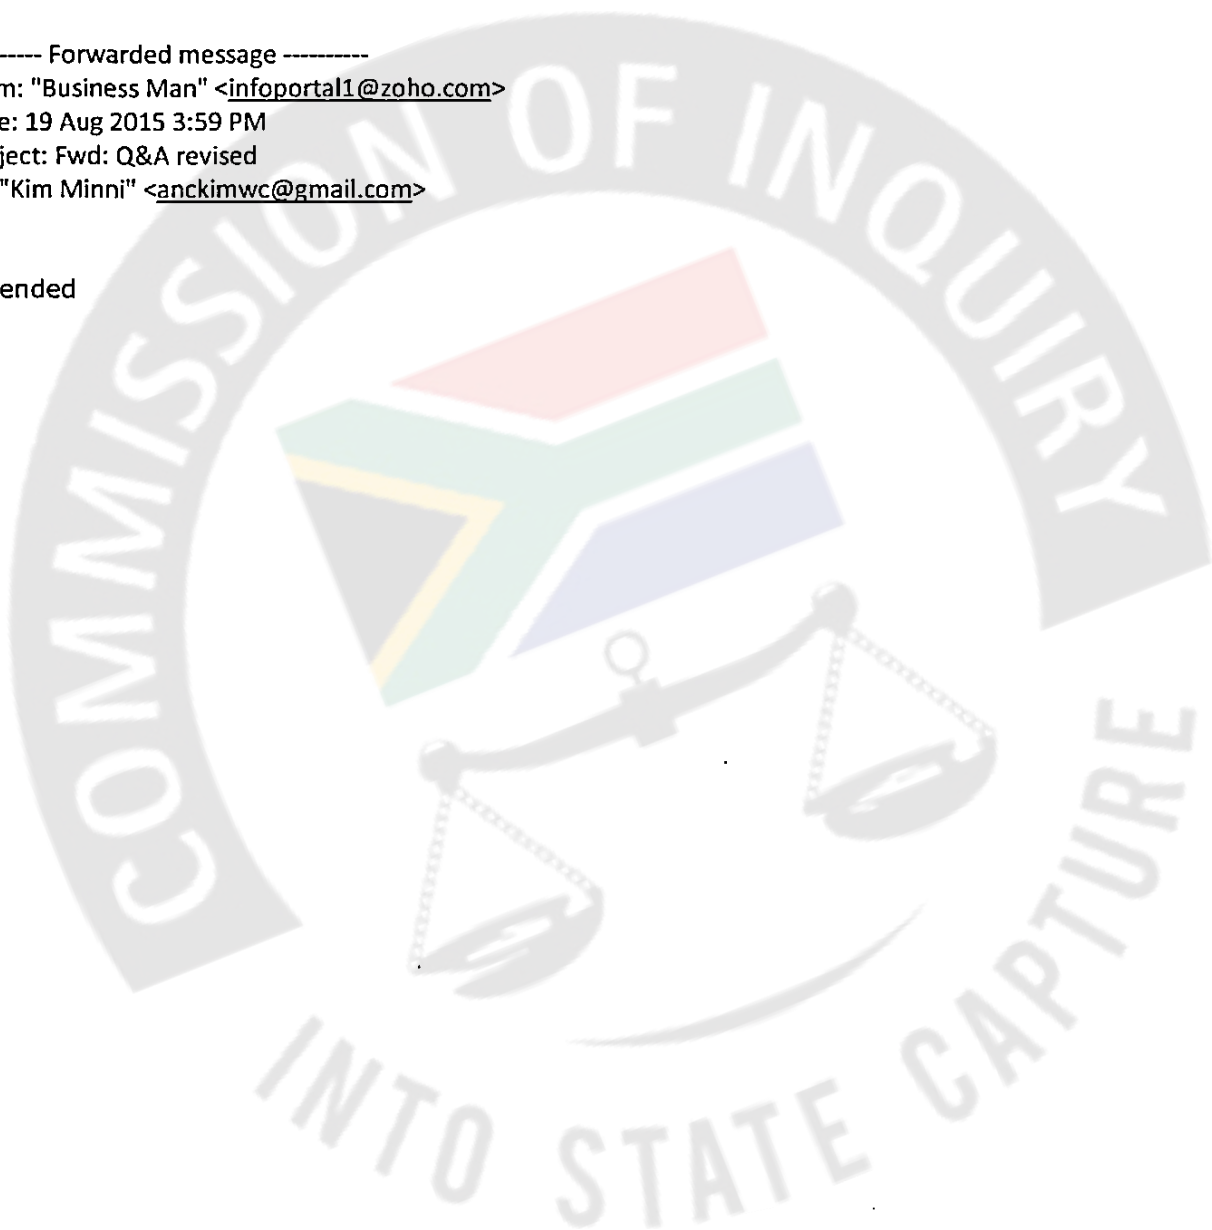 ----- Forwarded message ----------
m: "Business Man" <infoportal1@zoho.com>
e: 19 Aug 2015 3:59 PM
ject: Fwd: Q&A revised
"Kim Minni" <anckimwc@gmail.com>
ended
COMMISSION OF INQUIRY
INTO STATE CAPTURE